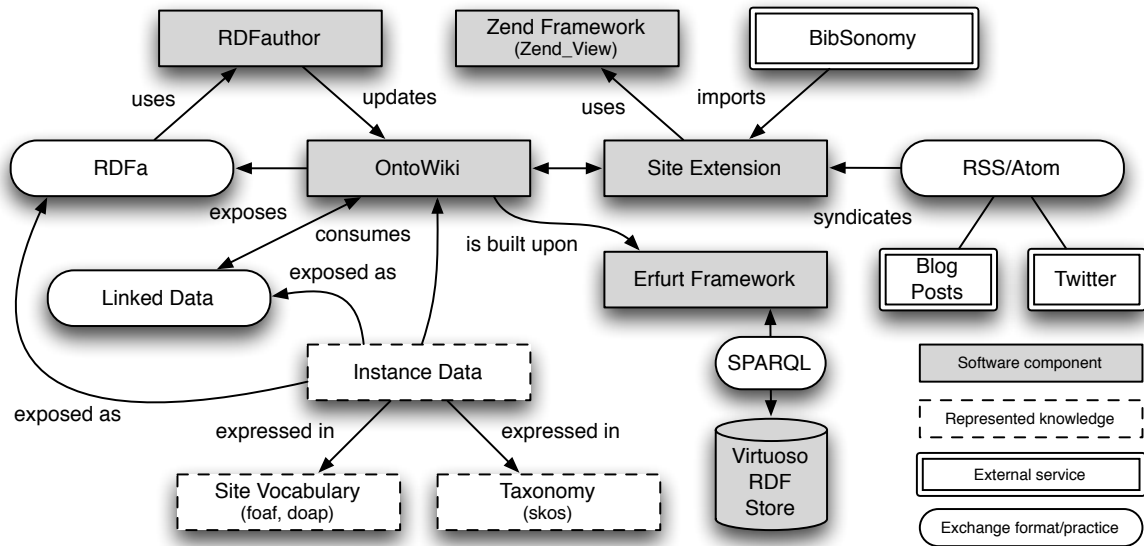 RDFauthor
Zend Framework
(Zend_View)
BibSonomy
uses
updates
uses
imports
RDFa
OntoWiki
Site Extension
RSS/Atom
exposes
consumes
is built upon
syndicates
Linked Data
exposed as
Erfurt Framework
Blog
Posts
Twitter
Instance Data
SPARQL
Software component
exposed as
Represented knowledge
expressed in
expressed in
Site Vocabulary
(foaf, doap)
Taxonomy
(skos)
Virtuoso
RDF
Store
External service
Exchange format/practice